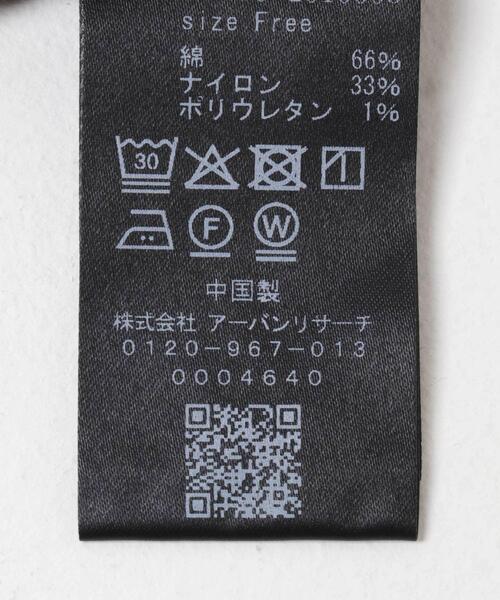 size Free
綿 66%
ナイロン 33%
ポリウレタン 1%
30
F W
中国製
株式会社 アーバンリサーチ
0120-967-013
0004640